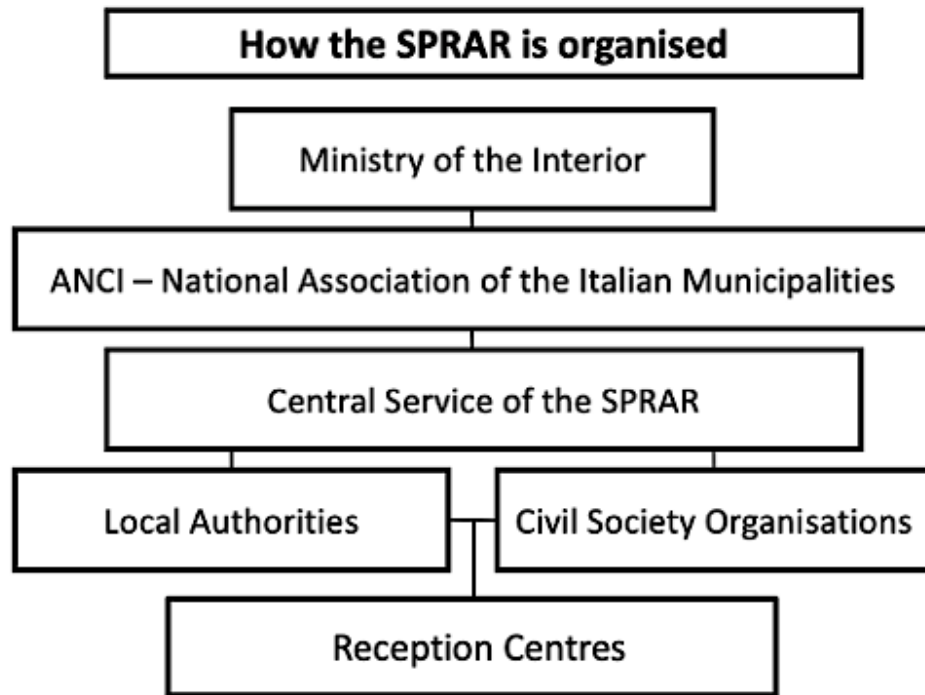 How the SPRAR is organised
Ministry of the Interior
ANCI – National Association of the Italian Municipalities
Central Service of the SPRAR
Local Authorities
Civil Society Organisations
Reception Centres